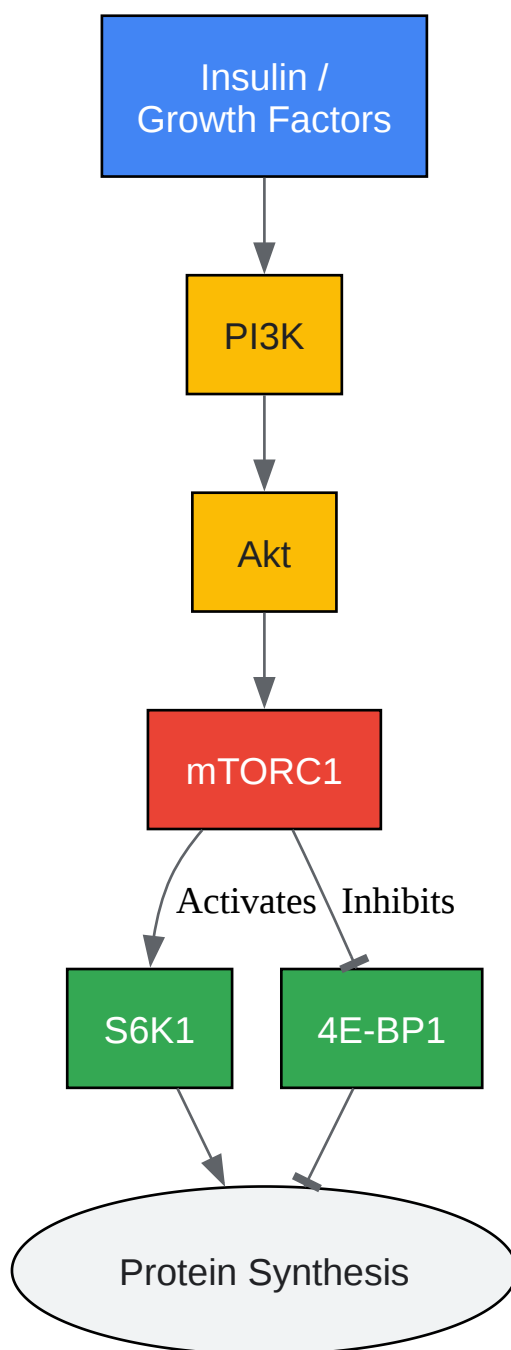 Insulin /
Growth Factors
PI3K
Akt
mTORC1
Activates
Inhibits
S6K1
4E-BP1
Protein Synthesis